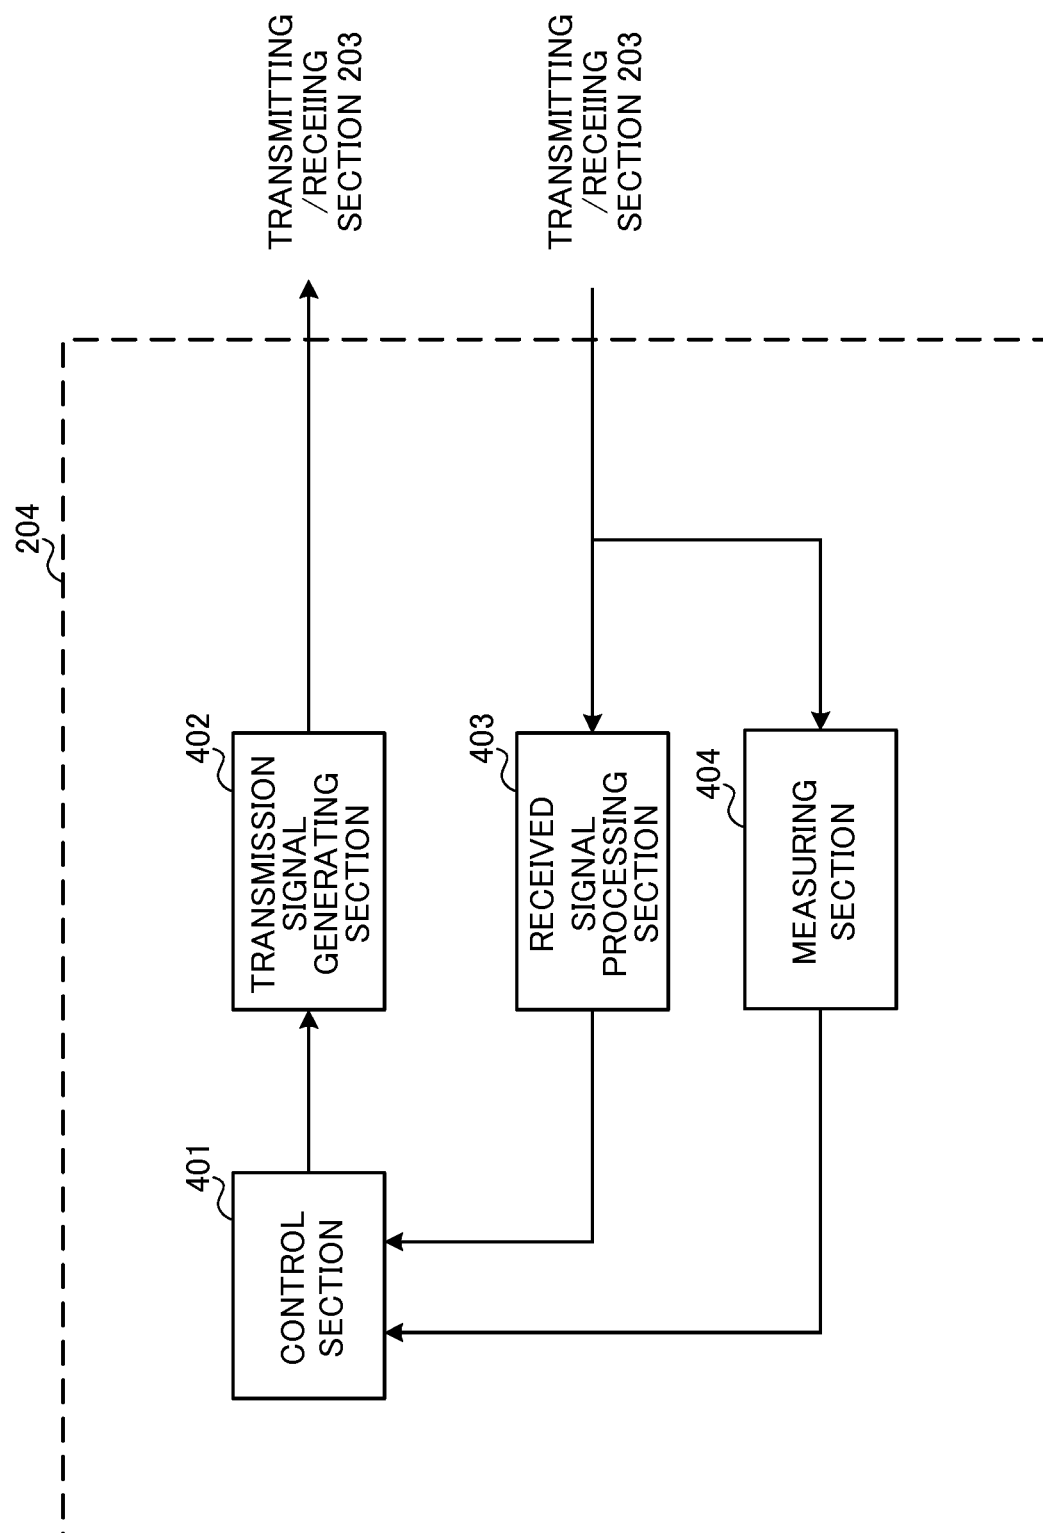 204
401
CONTROL
SECTION
402
TRANSMISSION
SIGNAL
GENERATING
SECTION
TRANSMITTING
/RECEIING
SECTION 203
403
RECEIVED
SIGNAL
PROCESSING
SECTION
TRANSMITTING
/RECEIING
SECTION 203
404
MEASURING
SECTION